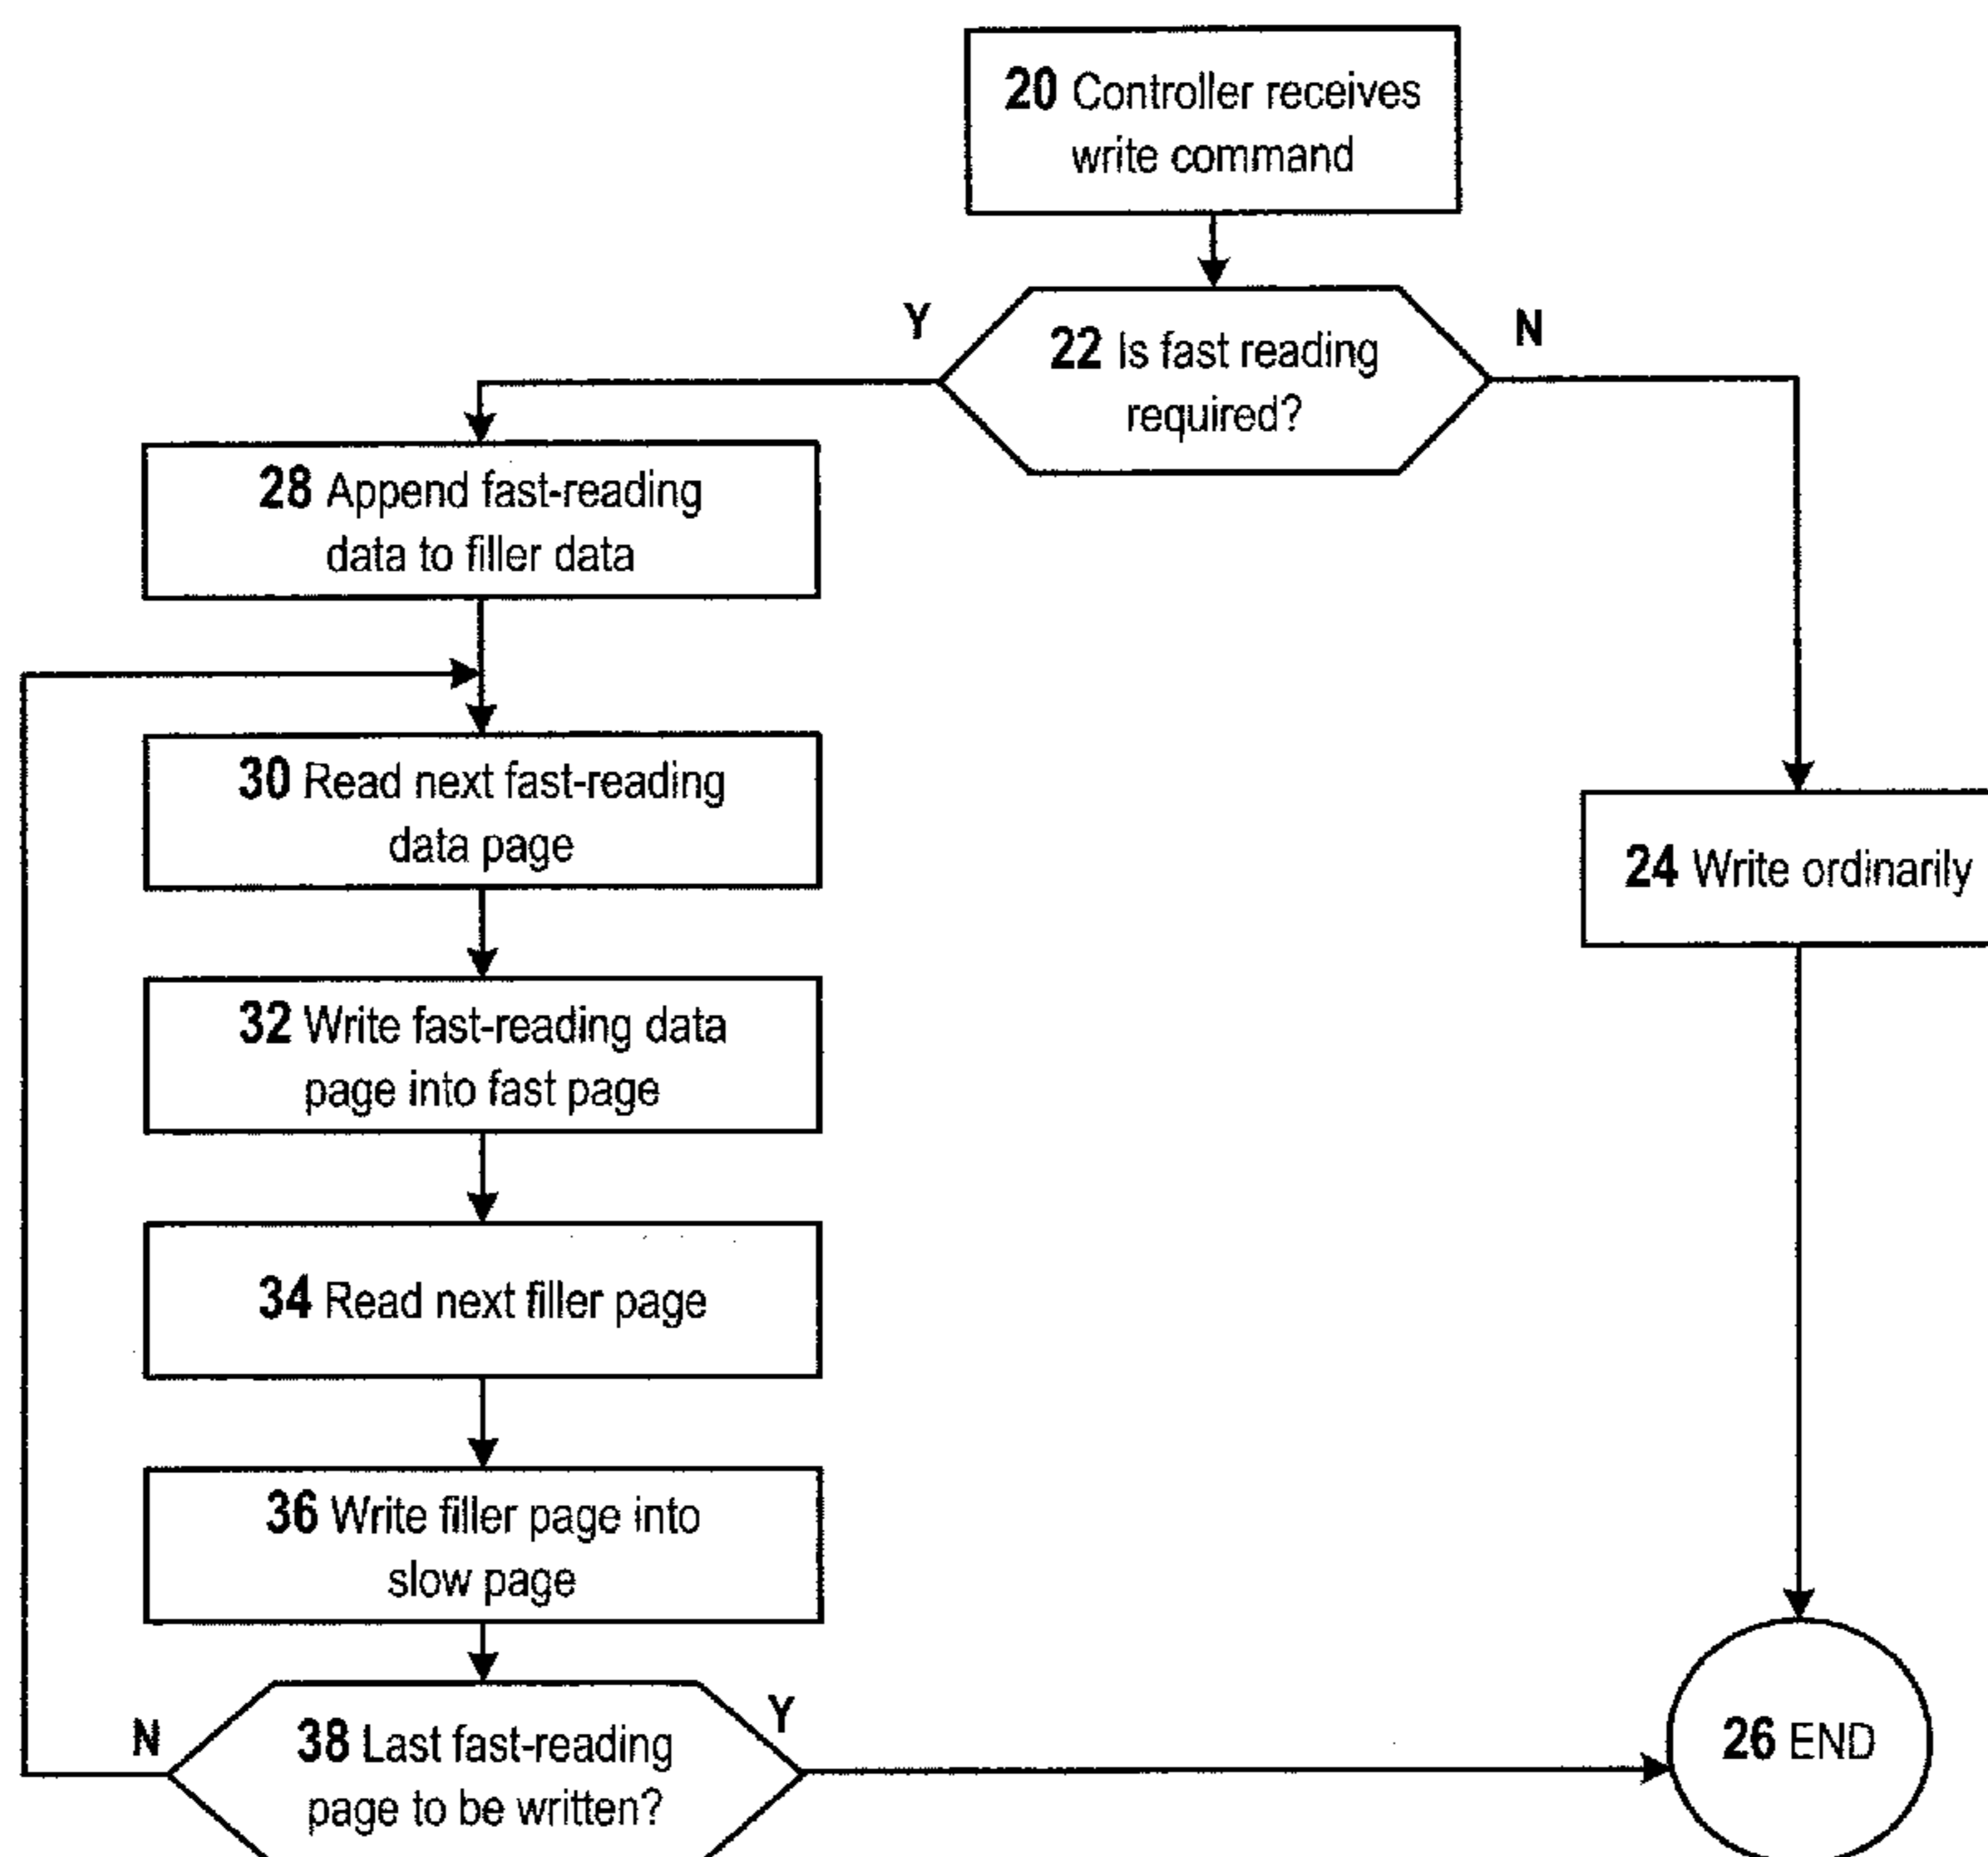 20 Controller receives
write command
Y
N
22 Is fast reading
required?
28 Append fast-reading
data to filler data
30 Read next fast-reading
data page
24 Write ordinarily
32 Write fast-reading data
page into fast page
34 Read next filler page
36 Write filler page into
slow page
N
Y
38 Last fast-reading
page to be written?
26 END